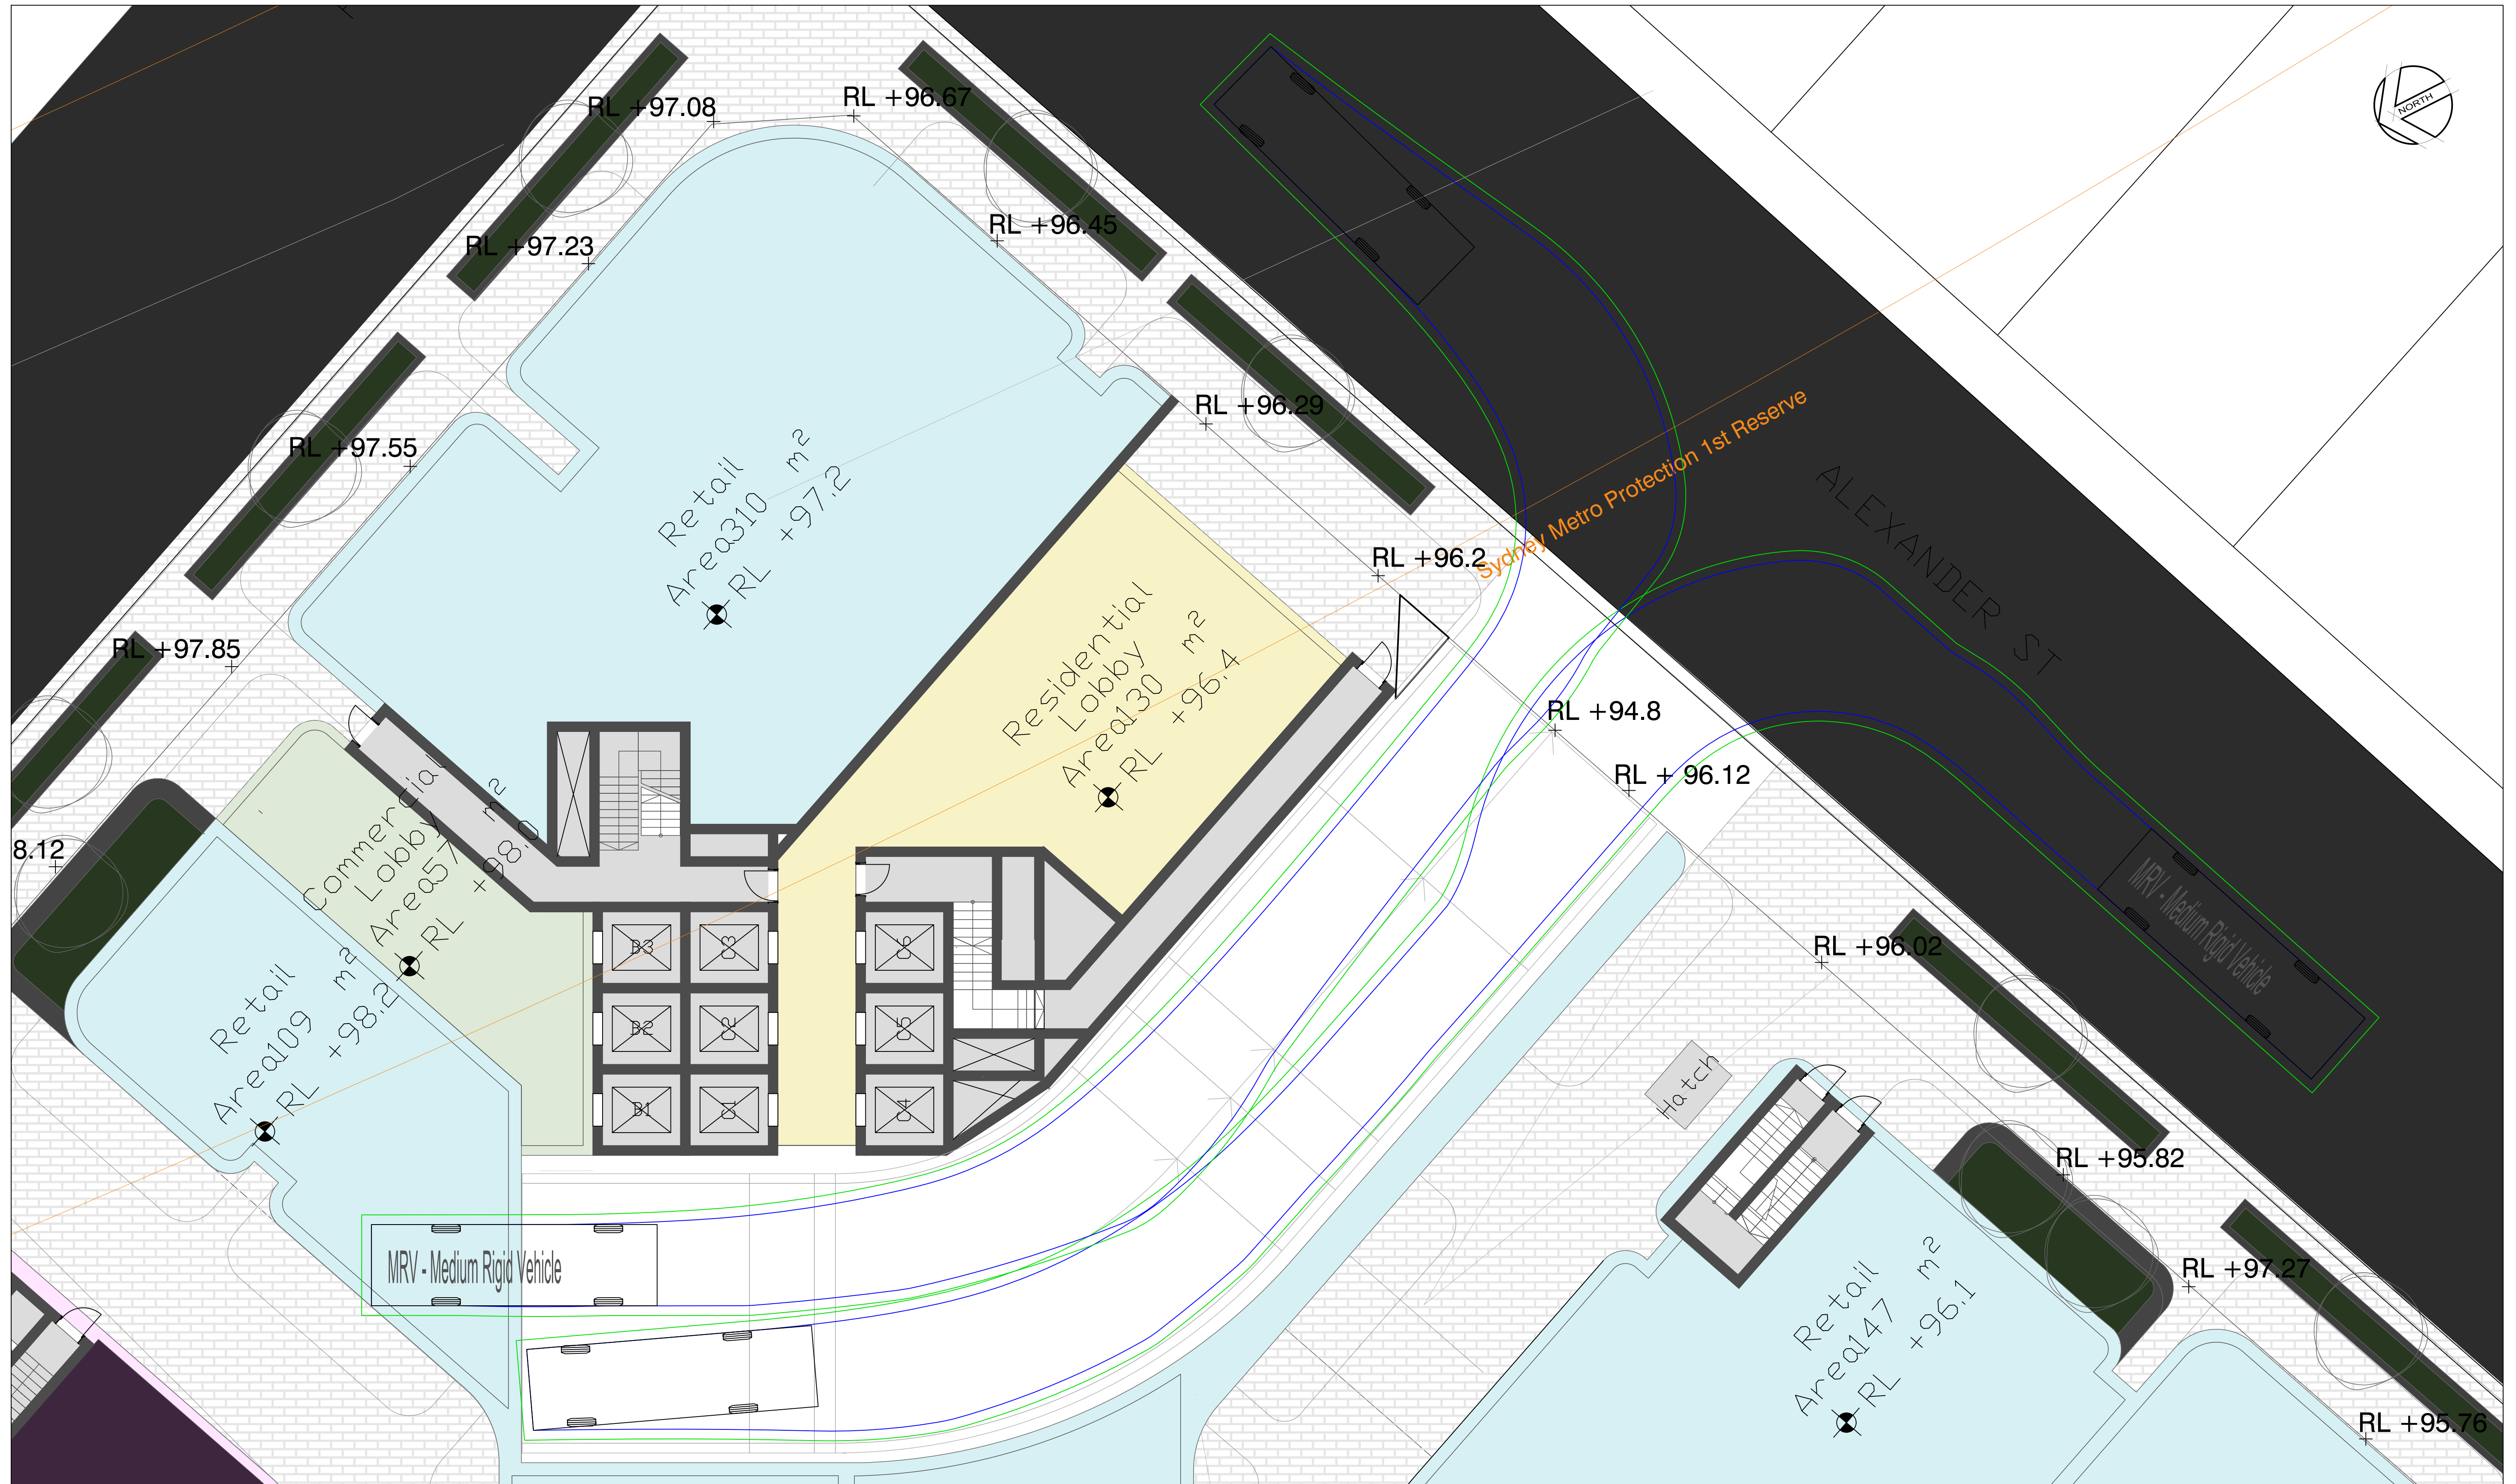 RL +97.08
RL +96.67
NORTH
RL +97.23
RL +96.45
RL +97.55
RL +96.29
Retail
Area310 m²
RL +97.2
Sydney Metro Protection 1st Reserve
ALEXANDER ST
RL +96.2
RL +97.85
Residential
Lobby
Area130 m²
RL +96.4
RL +94.8
RL + 96.12
8.12
Commercial
Lobby
Area57 m²
RL +98.0
RL +96.02
MRV - Medium Rigid Vehicle
B3
C3
C6
B2
C2
C5
B1
C1
C4
Retail
Area109 m²
RL +98.2
Hatch
RL +95.82
MRV - Medium Rigid Vehicle
RL +97.27
Retail
Area147 m²
RL +96.1
RL +95.76